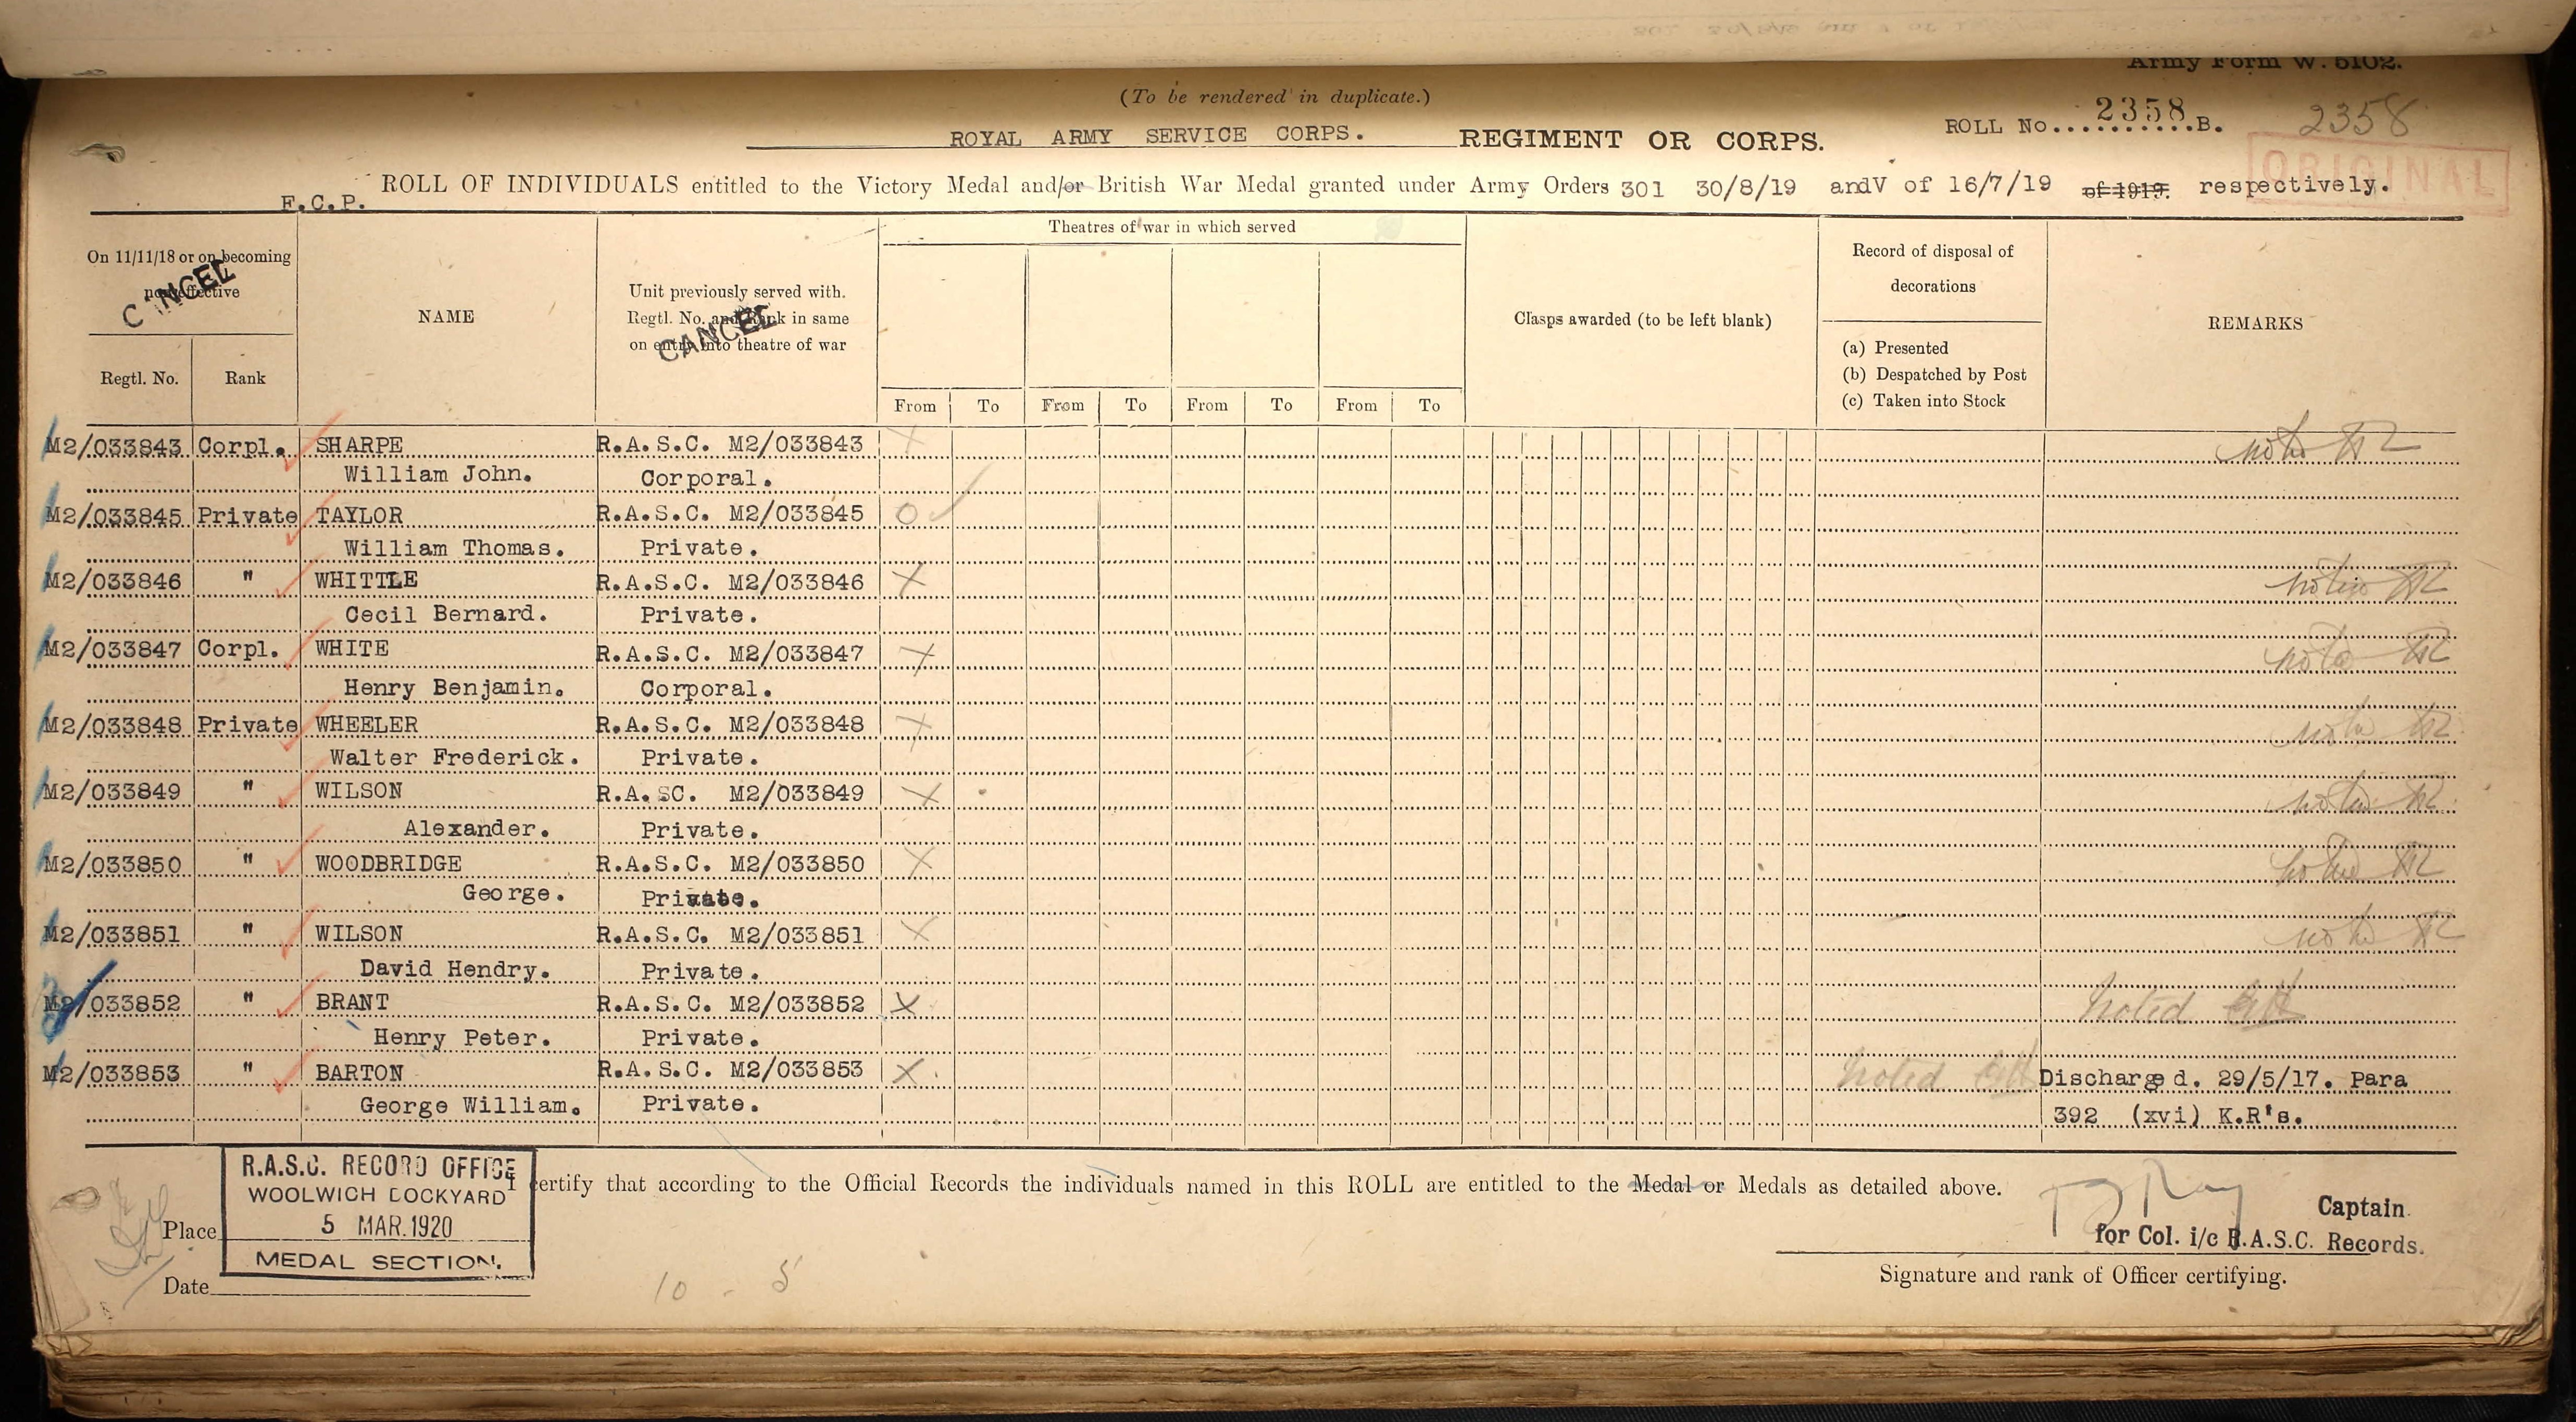 Army Form W. 5102.
(To be rendered in duplicate.)
ROLL No. 2358 B. 2358
ROYAL ARMY SERVICE CORPS. REGIMENT OR CORPS.
ORIGINAL
ROLL OF INDIVIDUALS entitled to the Victory Medal and/or British War Medal granted under Army Orders 301 30/8/19 andV of 16/7/19 of 1919. respectively.
E.C.P.
On 11/11/18 or on becoming
non-effective
CANCEL
Regtl. No.
Rank
NAME
Unit previously served with.
Regtl. No. and Rank in same
on entry into theatre of war
CANCEL
Theatres of war in which served
From To From To From To From To
Clasps awarded (to be left blank)
Record of disposal of
decorations
(a) Presented
(b) Despatched by Post
(c) Taken into Stock
REMARKS
M2/033843 Corpl. SHARPE R.A.S.C. M2/033843 X
William John. Corporal.
M2/033845 Private TAYLOR R.A.S.C. M2/033845 O
William Thomas. Private.
M2/033846 " WHITTLE R.A.S.C. M2/033846 X
Cecil Bernard. Private.
M2/033847 Corpl. WHITE R.A.S.C. M2/033847 X
Henry Benjamin. Corporal.
M2/033848 Private WHEELER R.A.S.C. M2/033848 X
Walter Frederick. Private.
M2/033849 " WILSON R.A.SC. M2/033849 X
Alexander. Private.
M2/033850 " WOODBRIDGE R.A.S.C. M2/033850 X
George. Private.
M2/033851 " WILSON R.A.S.C. M2/033851 X
David Hendry. Private.
M2/033852 " BRANT R.A.S.C. M2/033852 X Noted
Henry Peter. Private.
M2/033853 " BARTON R.A.S.C. M2/033853 X Noted Discharged. 29/5/17. Para
George William. Private. 392 (xvi) K.R's.
R.A.S.C. RECORD OFFICE
WOOLWICH DOCKYARD
5 MAR.1920
MEDAL SECTION.
I certify that according to the Official Records the individuals named in this ROLL are entitled to the Medal or Medals as detailed above.
Captain
for Col. i/c R.A.S.C. Records.
Place
Date
10 - 5
Signature and rank of Officer certifying.